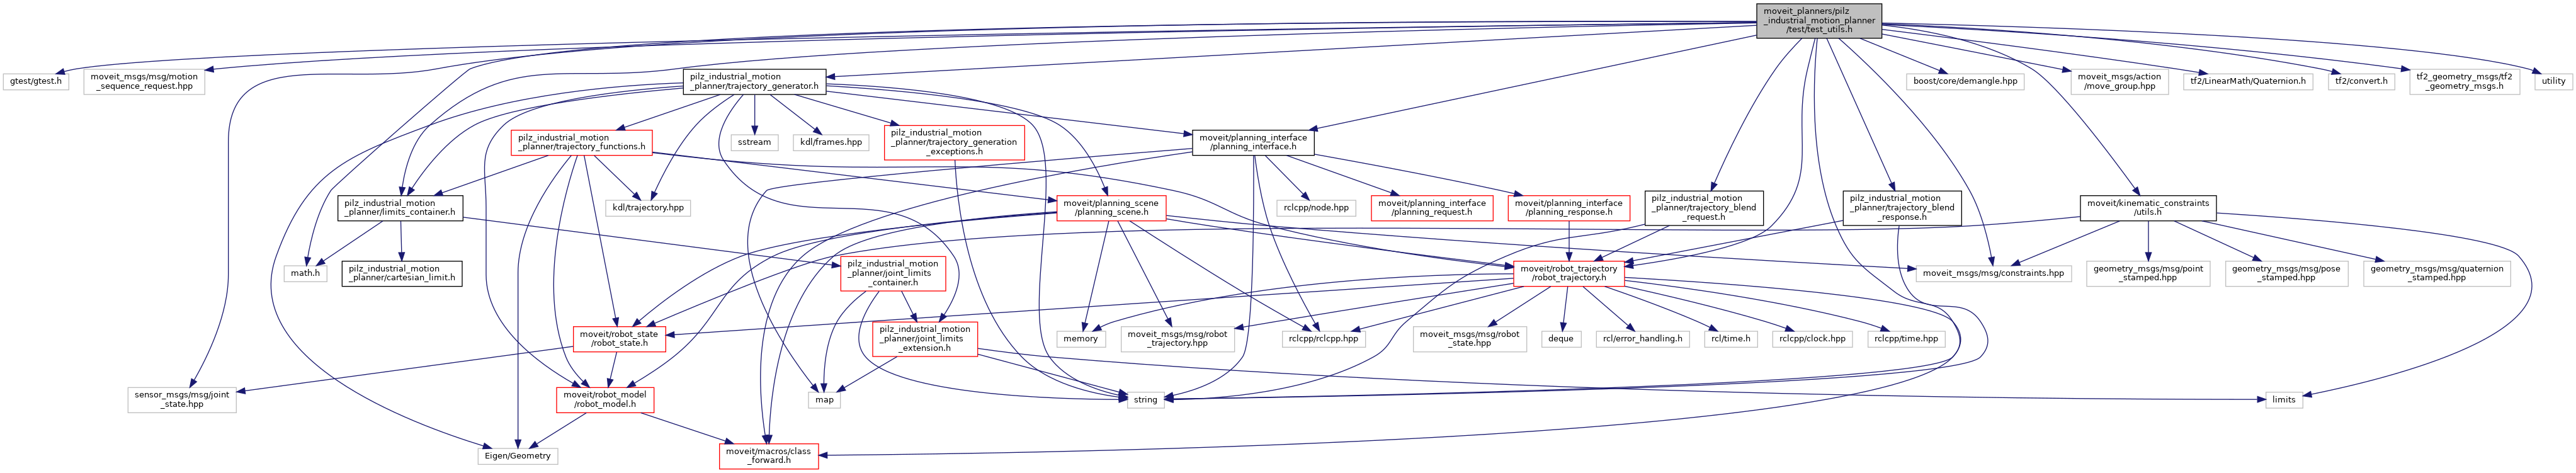 moveit_planners/pilz
_industrial_motion_planner
/test/test_utils.h
gtest/gtest.h
moveit_msgs/msg/motion
_sequence_request.hpp
pilz_industrial_motion
_planner/trajectory_generator.h
boost/core/demangle.hpp
moveit_msgs/action
/move_group.hpp
tf2/LinearMath/Quaternion.h
tf2/convert.h
tf2_geometry_msgs/tf2
_geometry_msgs.h
utility
pilz_industrial_motion
_planner/trajectory_functions.h
sstream
kdl/frames.hpp
pilz_industrial_motion
_planner/trajectory_generation
_exceptions.h
moveit/planning_interface
/planning_interface.h
pilz_industrial_motion
_planner/limits_container.h
kdl/trajectory.hpp
moveit/planning_scene
/planning_scene.h
rclcpp/node.hpp
moveit/planning_interface
/planning_request.h
moveit/planning_interface
/planning_response.h
pilz_industrial_motion
_planner/trajectory_blend
_request.h
pilz_industrial_motion
_planner/trajectory_blend
_response.h
moveit/kinematic_constraints
/utils.h
math.h
pilz_industrial_motion
_planner/cartesian_limit.h
pilz_industrial_motion
_planner/joint_limits
_container.h
moveit/robot_trajectory
/robot_trajectory.h
moveit_msgs/msg/constraints.hpp
geometry_msgs/msg/point
_stamped.hpp
geometry_msgs/msg/pose
_stamped.hpp
geometry_msgs/msg/quaternion
_stamped.hpp
moveit/robot_state
/robot_state.h
pilz_industrial_motion
_planner/joint_limits
_extension.h
memory
moveit_msgs/msg/robot
_trajectory.hpp
rclcpp/rclcpp.hpp
moveit_msgs/msg/robot
_state.hpp
deque
rcl/error_handling.h
rcl/time.h
rclcpp/clock.hpp
rclcpp/time.hpp
sensor_msgs/msg/joint
_state.hpp
moveit/robot_model
/robot_model.h
map
string
limits
Eigen/Geometry
moveit/macros/class
_forward.h